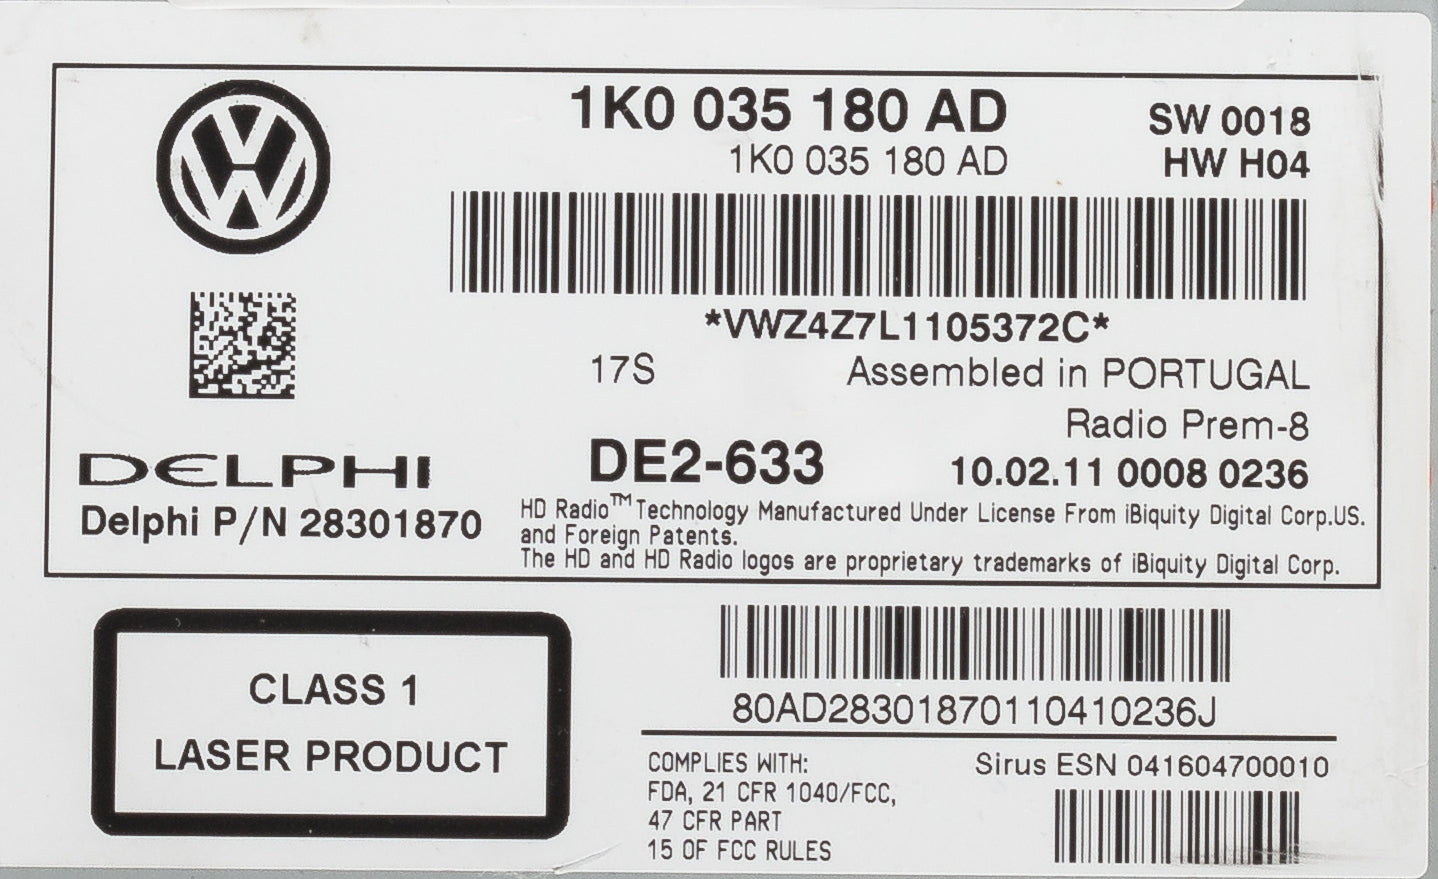 1K0 035 180 AD
SW 0018
1K0 035 180 AD
HW H04
*VWZ4Z7L1105372C*
17S
Assembled in PORTUGAL
Radio Prem-8
DELPHI
DE2-633
10.02.11 0008 0236
Delphi P/N 28301870
HD Radio™ Technology Manufactured Under License From iBiquity Digital Corp.US.
and Foreign Patents.
The HD and HD Radio logos are proprietary trademarks of iBiquity Digital Corp.
CLASS 1
LASER PRODUCT
80AD28301870110410236J
COMPLIES WITH:
FDA, 21 CFR 1040/FCC,
47 CFR PART
15 OF FCC RULES
Sirus ESN 041604700010